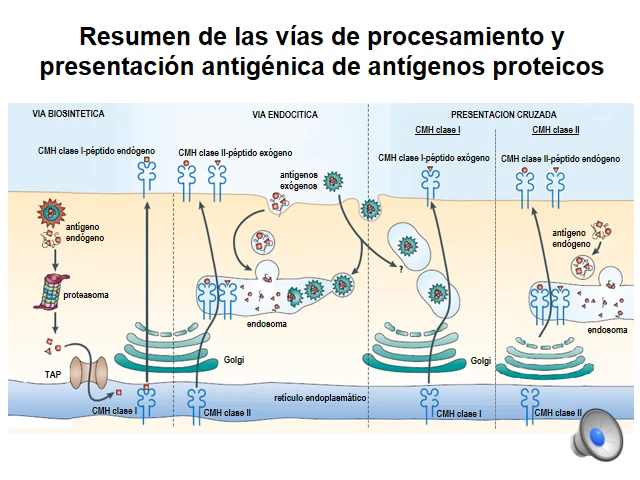 Resumen de las vías de procesamiento y
presentación antigénica de antígenos proteicos
VIA BIOSINTETICA
VIA ENDOCITICA
PRESENTACION CRUZADA
CMH clase I
CMH clase II
CMH clase I-péptido endógeno
CMH clase II-péptido exógeno
CMH clase I-péptido exógeno
CMH clase II-péptido endógeno
antígenos
exógenos
antígeno
endógeno
antígeno
endógeno
?
proteasoma
endosoma
endosoma
Golgi
Golgi
TAP
retículo endoplasmático
CMH clase I
CMH clase II
CMH clase I
CMH clase II